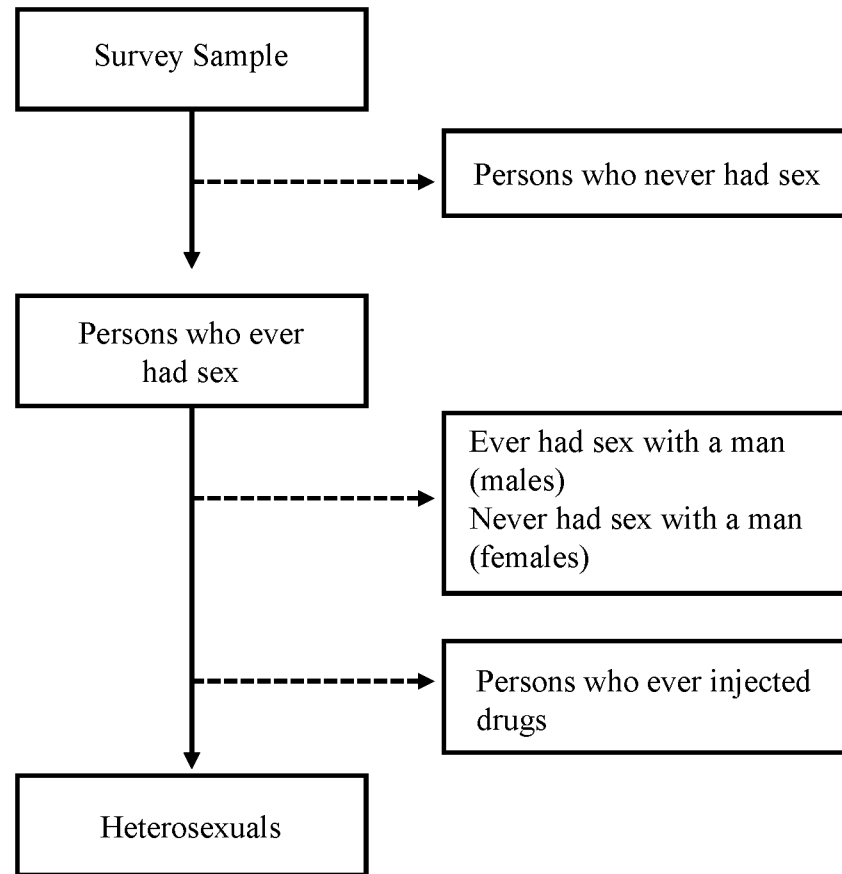 Survey Sample
Persons who never had sex
Persons who ever
had sex
Ever had sex with a man
(males)
Never had sex with a man
(females)
Persons who ever injected
drugs
Heterosexuals